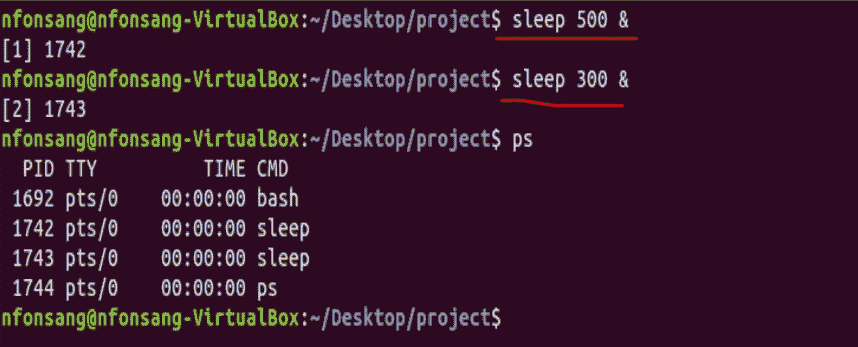 nfonsang@nfonsang-VirtualBox:~/Desktop/project$ sleep 500 &
[1] 1742
nfonsang@nfonsang-VirtualBox:~/Desktop/project$ sleep 300 &
[2] 1743
nfonsang@nfonsang-VirtualBox:~/Desktop/project$ ps
  PID TTY          TIME CMD
 1692 pts/0    00:00:00 bash
 1742 pts/0    00:00:00 sleep
 1743 pts/0    00:00:00 sleep
 1744 pts/0    00:00:00 ps
nfonsang@nfonsang-VirtualBox:~/Desktop/project$